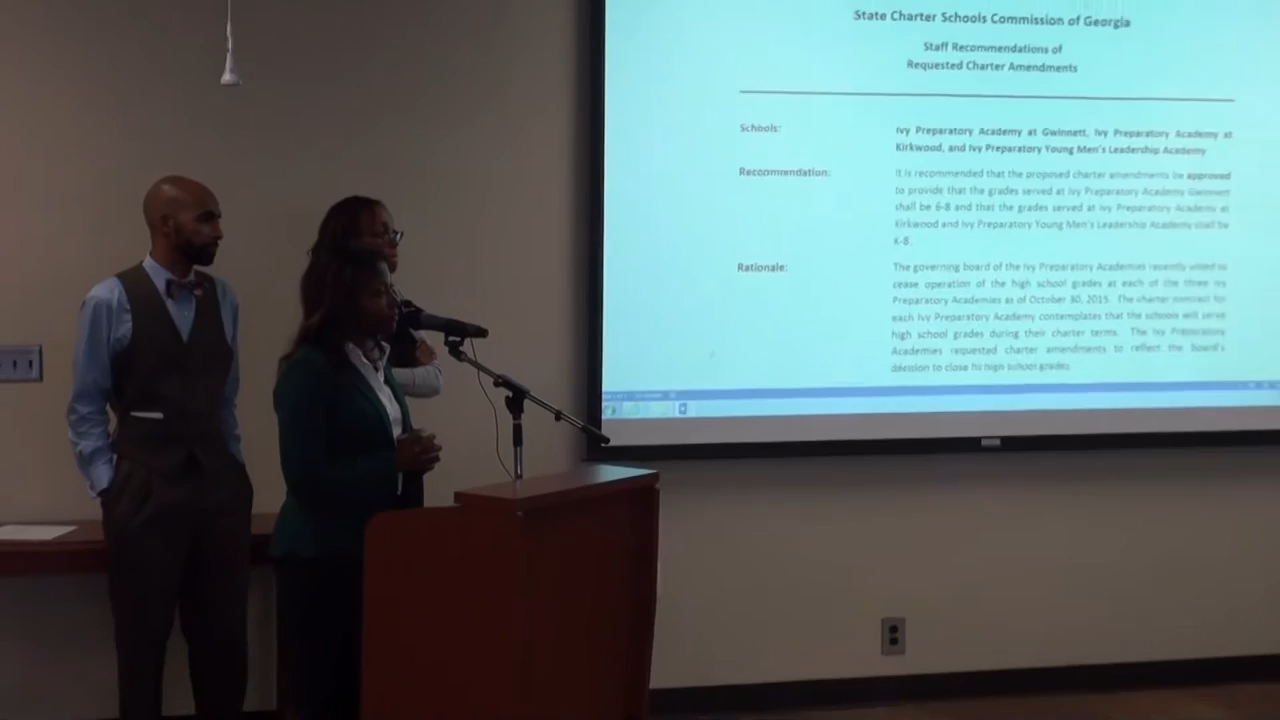 State Charter Schools Commission of Georgia
Staff Recommendations of
Requested Charter Amendments
Schools: Ivy Preparatory Academy at Gwinnett, Ivy Preparatory Academy at
Kirkwood, and Ivy Preparatory Young Men's Leadership Academy
Recommendation: It is recommended that the proposed charter amendments be approved
to provide that the grades served at Ivy Preparatory Academy Gwinnett
shall be 6-8 and that the grades served at Ivy Preparatory Academy at
Kirkwood and Ivy Preparatory Young Men's Leadership Academy shall be
K-8.
Rationale: The governing board of the Ivy Preparatory Academies recently voted to
cease operation of the high school grades at each of the three Ivy
Preparatory Academies as of October 30, 2015. The charter contract for
each Ivy Preparatory Academy contemplates that the schools will serve
high school grades during their charter terms. The Ivy Preparatory
Academies requested charter amendments to reflect the board's
decision to close its high school grades.